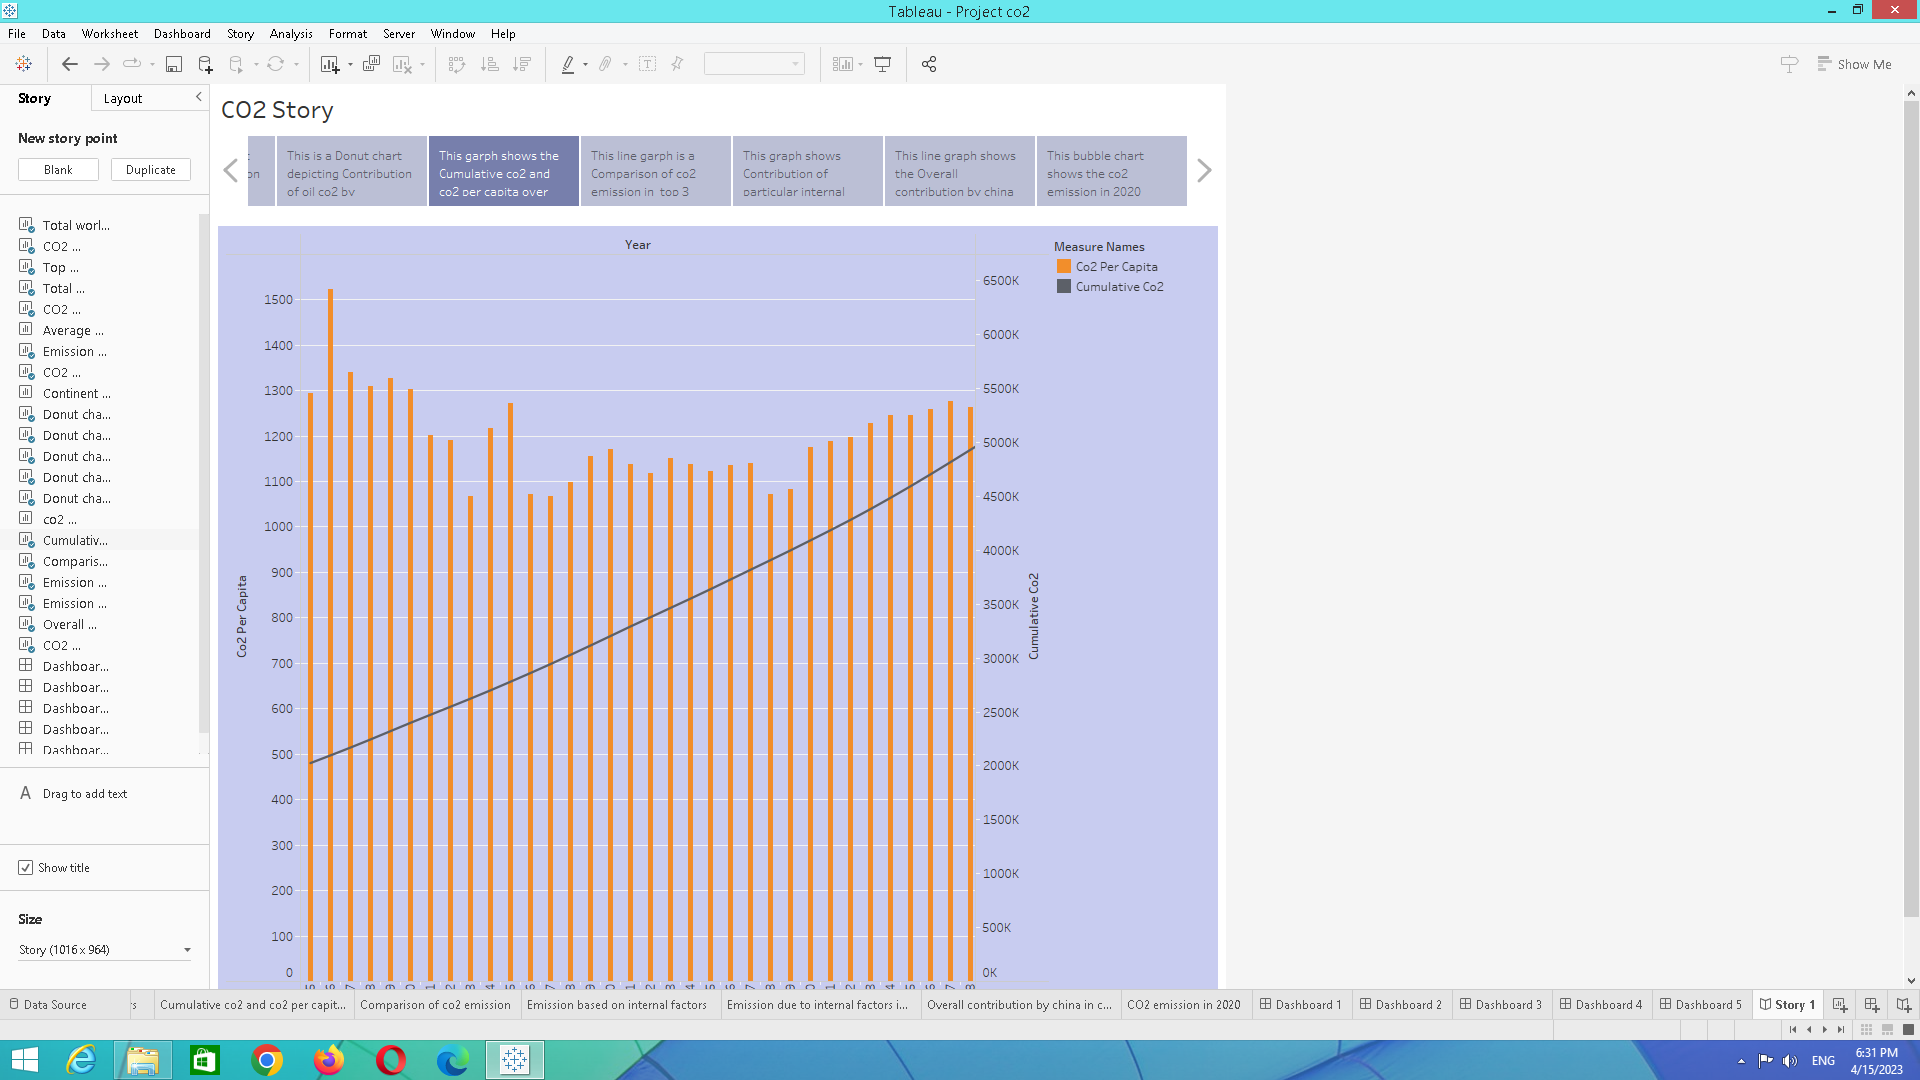 Tableau - Project co2
File Data Worksheet Dashboard Story Analysis Format Server Window Help
Show Me
Story Layout
New story point
Blank Duplicate
Total worl...
CO2 ...
Top ...
Total ...
CO2 ...
Average ...
Emission ...
CO2 ...
Continent ...
Donut cha...
Donut cha...
Donut cha...
Donut cha...
Donut cha...
co2 ...
Cumulativ...
Comparis...
Emission ...
Emission ...
Overall ...
CO2 ...
Dashboar...
Dashboar...
Dashboar...
Dashboar...
Dashboar...
A Drag to add text
Show title
Size
Story (1016 x 964)
CO2 Story
on
This is a Donut chart
depicting Contribution
of oil co2 by
This garph shows the
Cumulative co2 and
co2 per capita over
This line garph is a
Comparison of co2
emission in top 3
This graph shows
Contribution of
particular internal
This line graph shows
the Overall
contribution by china
This bubble chart
shows the co2
emission in 2020
Year
1500
1400
1300
1200
1100
1000
900
800
700
600
500
400
300
200
100
0
Co2 Per Capita
6500K
6000K
5500K
5000K
4500K
4000K
3500K
3000K
2500K
2000K
1500K
1000K
500K
0K
Cumulative Co2
Measure Names
Co2 Per Capita
Cumulative Co2
Data Source
Cumulative co2 and co2 per capit...
Comparison of co2 emission
Emission based on internal factors
Emission due to internal factors i...
Overall contribution by china in c...
CO2 emission in 2020
Dashboard 1
Dashboard 2
Dashboard 3
Dashboard 4
Dashboard 5
Story 1
ENG
6:31 PM
4/15/2023